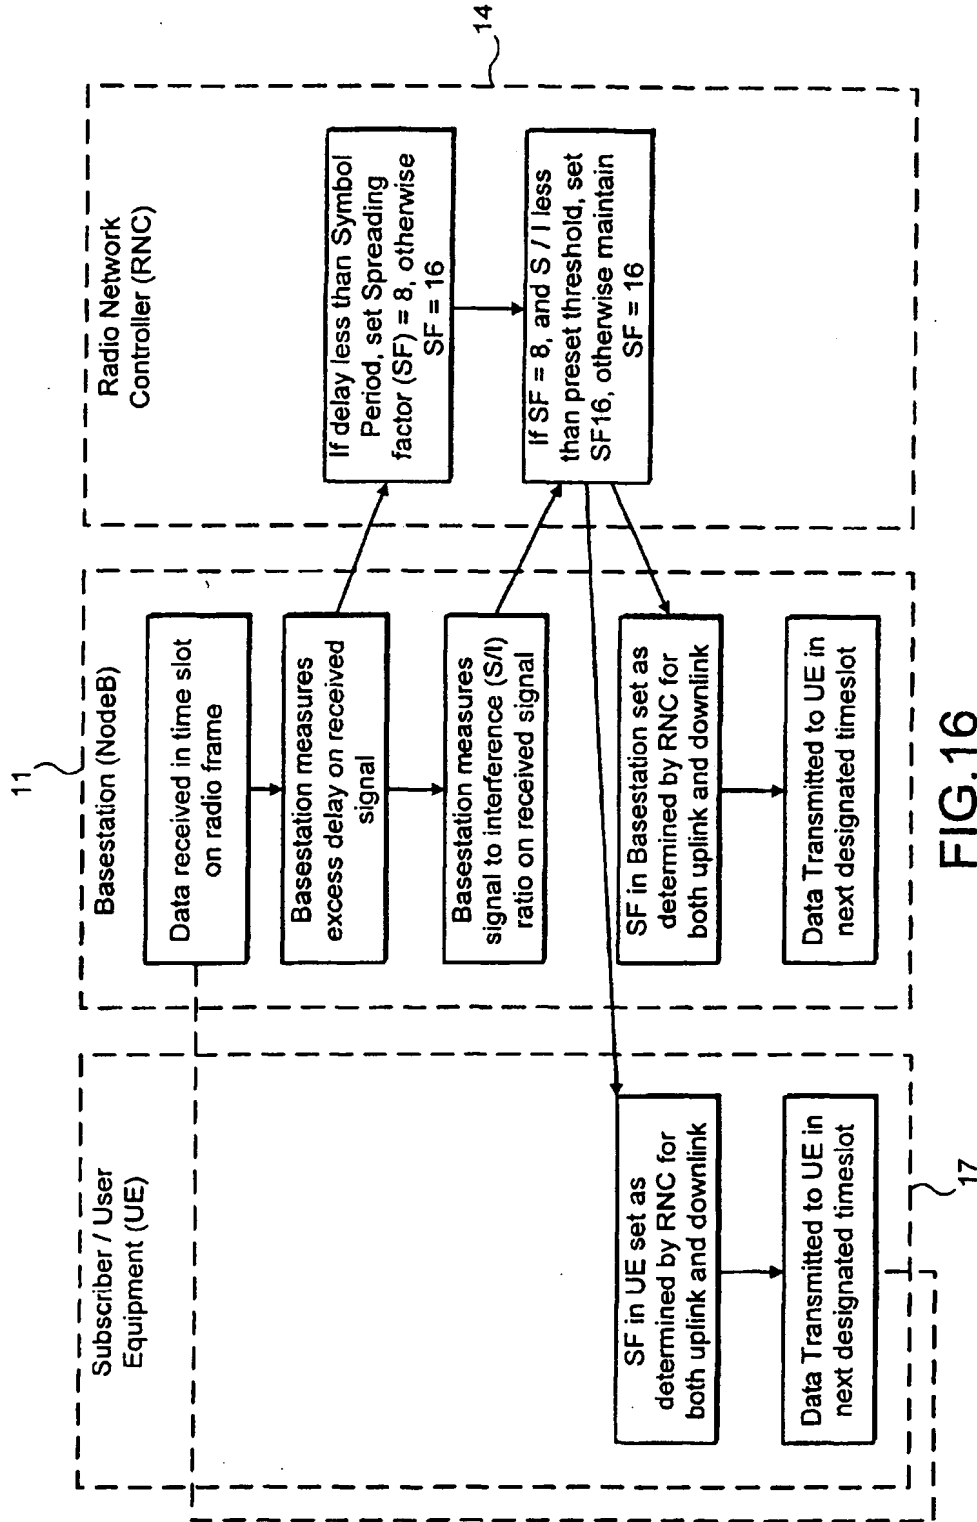 Subscriber / User
Equipment (UE)
SF in UE set as
determined by RNC for
both uplink and downlink
Data Transmitted to UE in
next designated timeslot
17
11
Basestation (NodeB)
Data received in time slot
on radio frame
Basestation measures
excess delay on received
signal
Basestation measures
signal to interference (S/I)
ratio on received signal
SF in Basestation set as
determined by RNC for
both uplink and downlink
Data Transmitted to UE in
next designated timeslot
Radio Network
Controller (RNC)
14
If delay less than Symbol
Period, set Spreading
factor (SF) = 8, otherwise
SF = 16
If SF = 8, and S / I less
than preset threshold, set
SF16, otherwise maintain
SF = 16
FIG.16